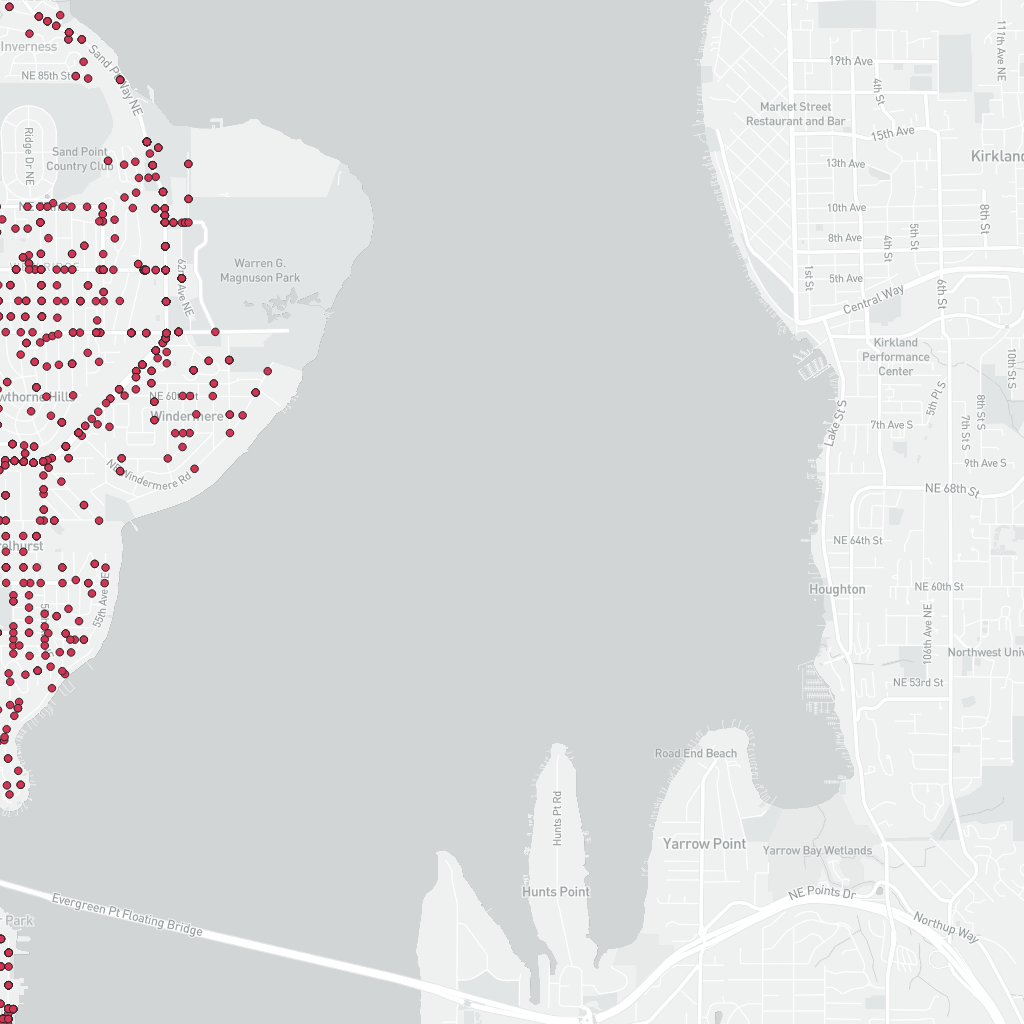 Inverness
NE 85th St
Sand Pt Way NE
Ridge Dr NE
Sand Point
Country Club
Warren G.
Magnuson Park
62nd Ave NE
NE 60th St
Windermere
NE Windermere Rd
55th Ave NE
Evergreen Pt Floating Bridge
Hunts Pt Rd
Hunts Point
Road End Beach
Yarrow Point
Yarrow Bay Wetlands
NE Points Dr
Northup Way
111th Ave NE
19th Ave
4th St
Market Street
Restaurant and Bar
15th Ave
Kirkland
13th Ave
10th Ave
8th St
8th Ave
5th St
4th St
5th Ave
1st St
6th St
Central Way
Kirkland
Performance
Center
10th St S
5th Pl S
8th St S
Lake St S
7th Ave S
7th St S
9th Ave S
NE 68th St
NE 64th St
Houghton
NE 60th St
106th Ave NE
Northwest Univ
NE 53rd St